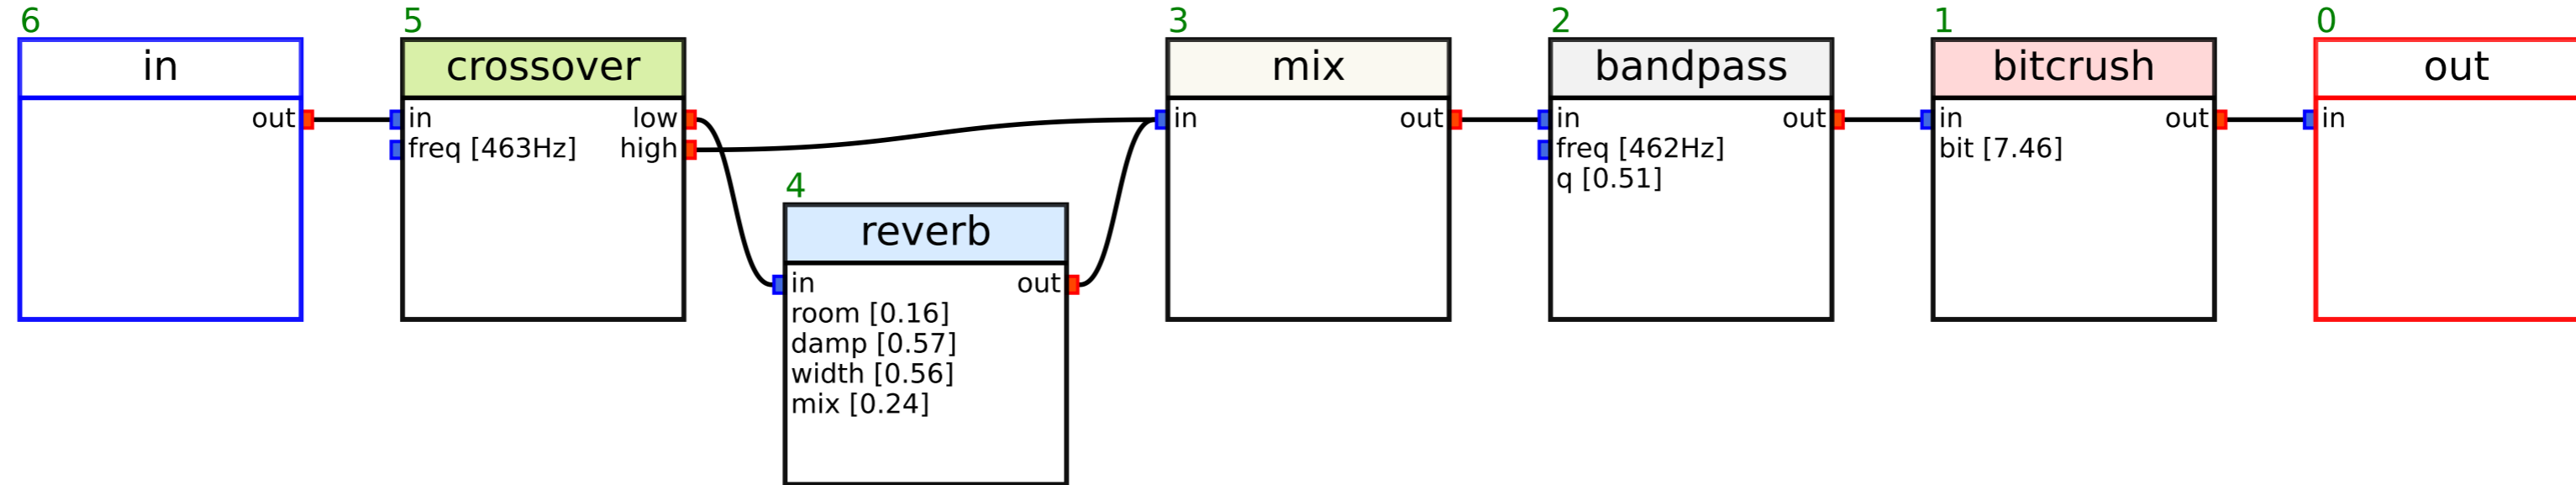 6
in
out
5
crossover
in low
freq [463Hz] high
4
reverb
in out
room [0.16]
damp [0.57]
width [0.56]
mix [0.24]
3
mix
in out
2
bandpass
in out
freq [462Hz]
q [0.51]
1
bitcrush
in out
bit [7.46]
0
out
in